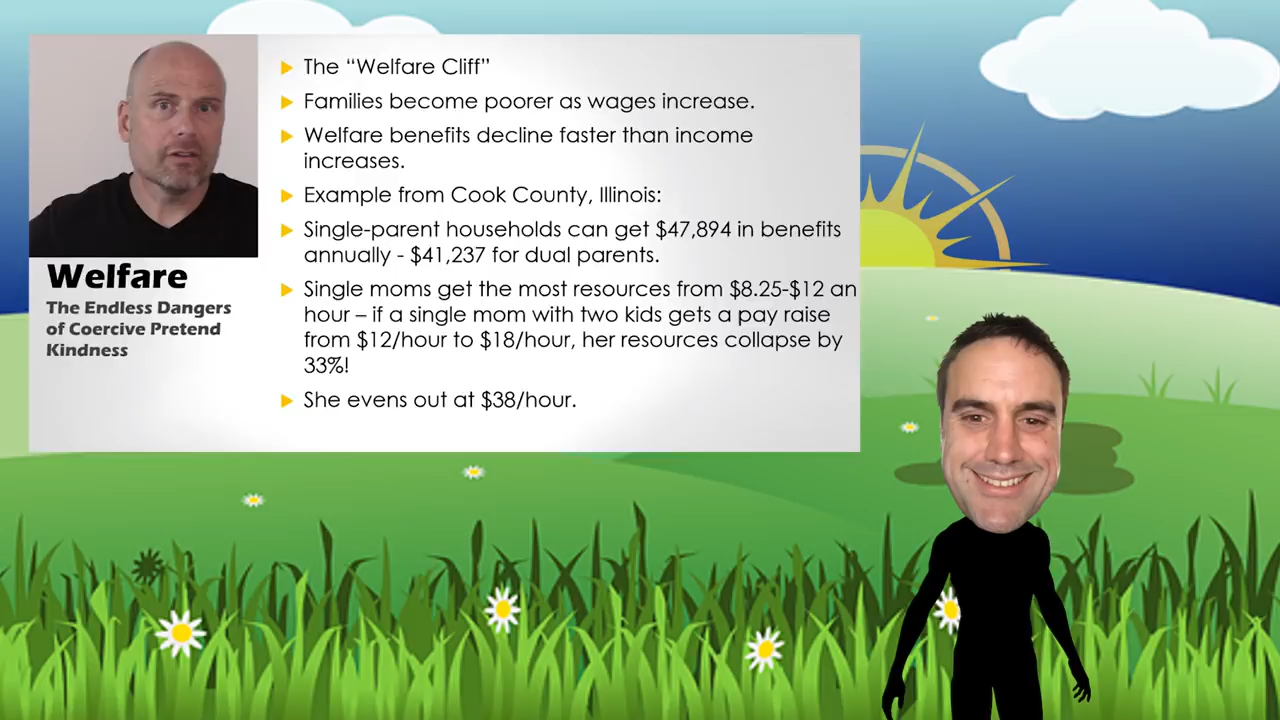 The “Welfare Cliff”
Families become poorer as wages increase.
Welfare benefits decline faster than income
increases.
Example from Cook County, Illinois:
Single-parent households can get $47,894 in benefits
annually - $41,237 for dual parents.
Single moms get the most resources from $8.25-$12 an
hour – if a single mom with two kids gets a pay raise
from $12/hour to $18/hour, her resources collapse by
33%!
She evens out at $38/hour.
Welfare
The Endless Dangers
of Coercive Pretend
Kindness